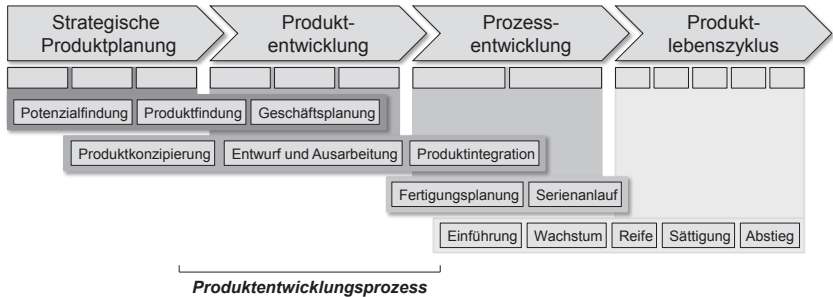 Strategische Produktplanung
Produkt-entwicklung
Prozess-entwicklung
Produkt-lebenszyklus
Potenzialfindung
Produktfindung
Geschäftsplanung
Produktkonzipierung
Entwurf und Ausarbeitung
Produktintegration
Fertigungsplanung
Serienanlauf
Einführung
Wachstum
Reife
Sättigung
Abstieg
Produktentwicklungsprozess